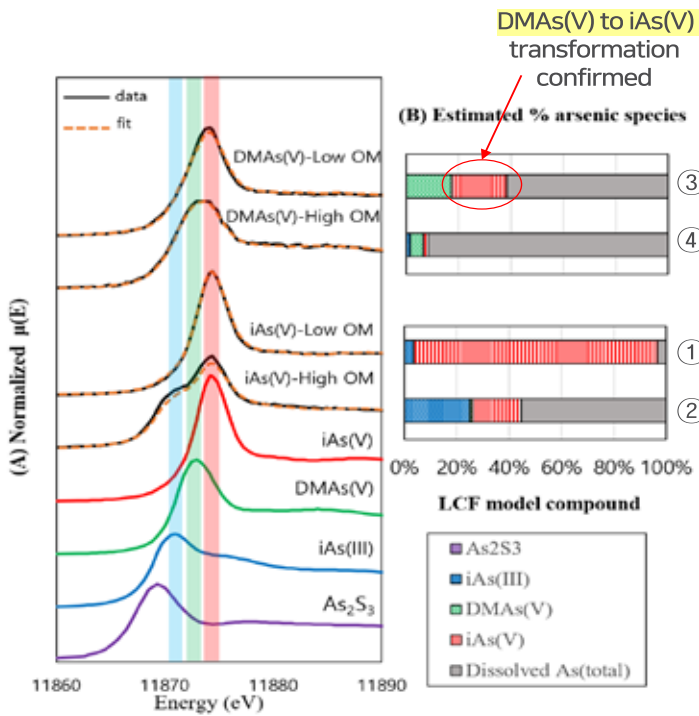 DMAs(V) to iAs(V)
transformation
confirmed
data
fit
(B) Estimated % arsenic species
DMAs(V)-Low OM
DMAs(V)-High OM
iAs(V)-Low OM
iAs(V)-High OM
iAs(V)
DMAs(V)
iAs(III)
As₂S₃
(A) Normalized μ(E)
11860 11870 11880 11890
Energy (eV)
③
④
①
②
0% 20% 40% 60% 80% 100%
LCF model compound
As2S3
iAs(III)
DMAs(V)
iAs(V)
Dissolved As(total)